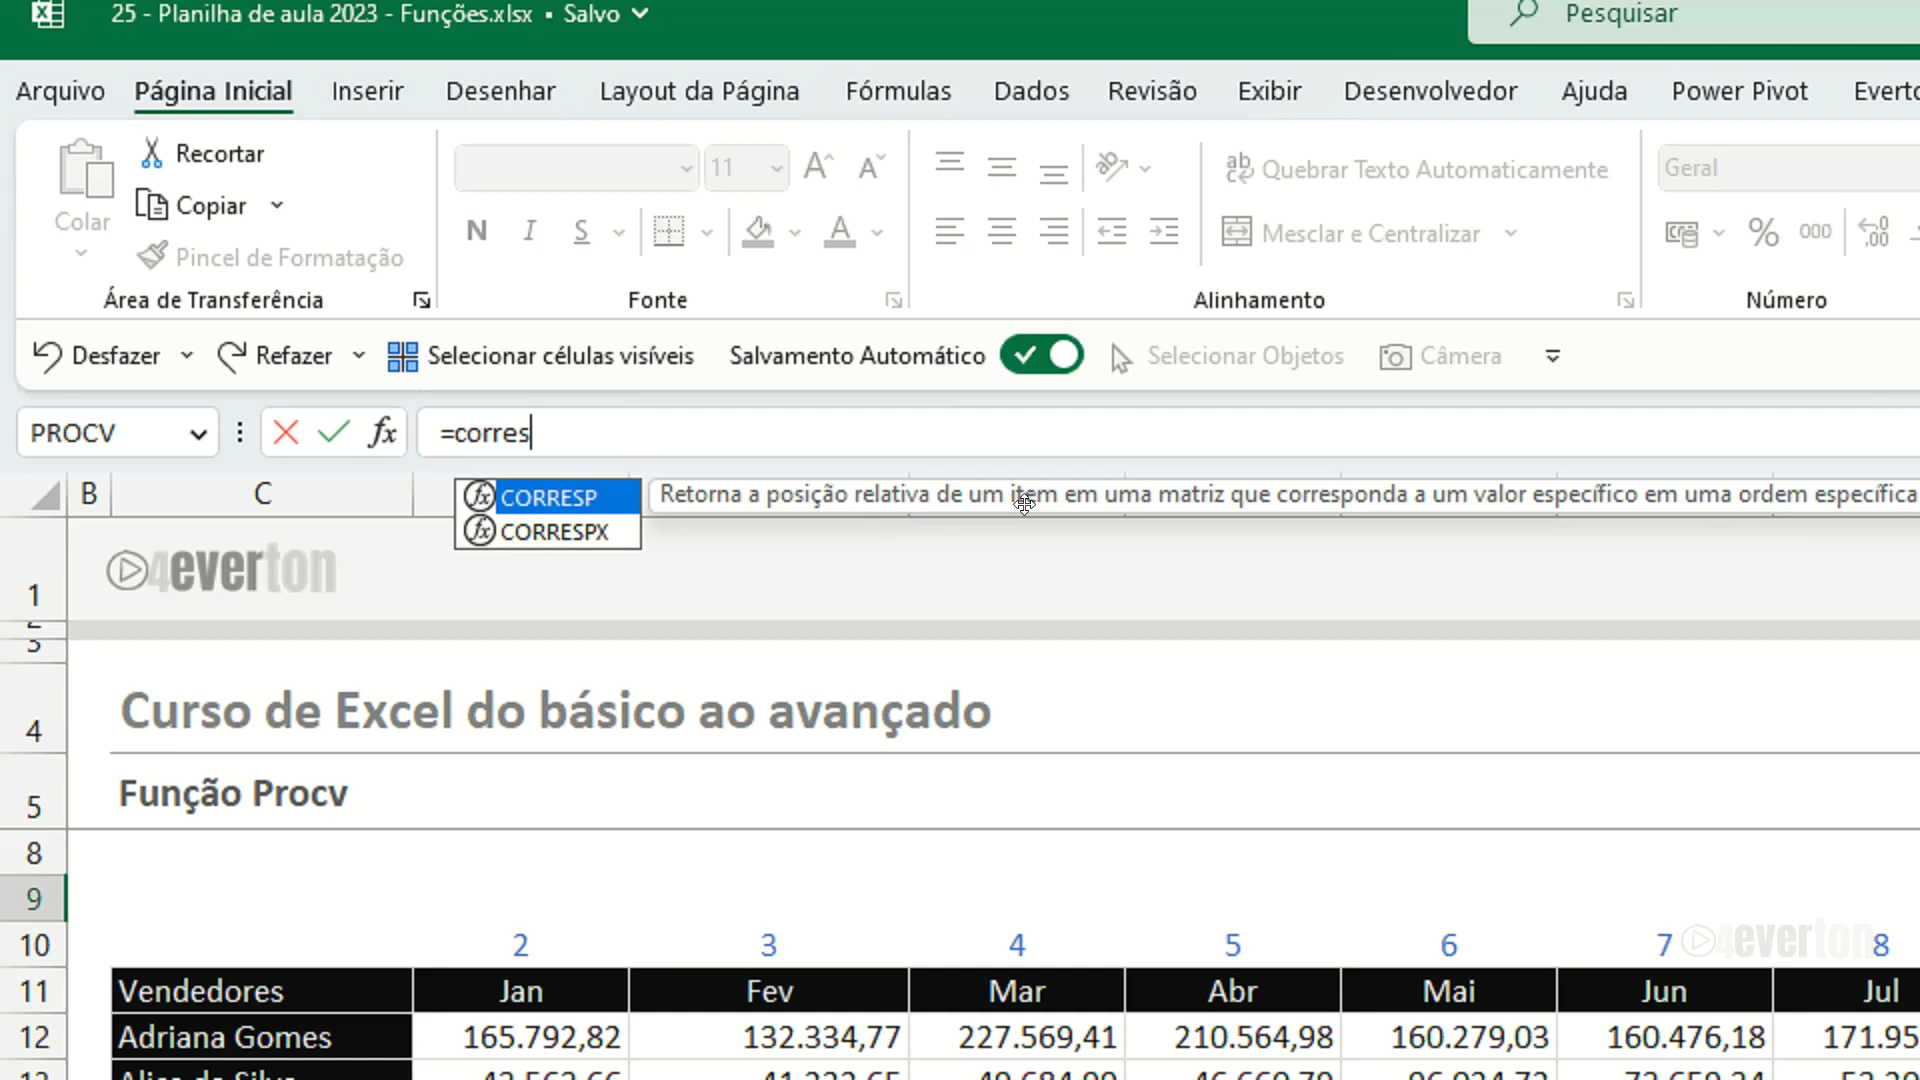 25 - Planilha de aula 2023 - Funções.xlsx • Salvo
Pesquisar
Arquivo Página Inicial Inserir Desenhar Layout da Página Fórmulas Dados Revisão Exibir Desenvolvedor Ajuda Power Pivot
Colar
Recortar
Copiar
Pincel de Formatação
Área de Transferência
11
N I S
Fonte
Quebrar Texto Automaticamente
Mesclar e Centralizar
Alinhamento
Geral
% 000
Número
Desfazer Refazer Selecionar células visíveis Salvamento Automático Selecionar Objetos Câmera
PROCV fx =corres
B C
CORRESP
CORRESPX
Retorna a posição relativa de um item em uma matriz que corresponda a um valor específico em uma ordem específica
1 4everton
2
3
4 Curso de Excel do básico ao avançado
5 Função Procv
8
9
10 2 3 4 5 6 7 8
4everton
11 Vendedores Jan Fev Mar Abr Mai Jun Jul
12 Adriana Gomes 165.792,82 132.334,77 227.569,41 210.564,98 160.279,03 160.476,18 171.95